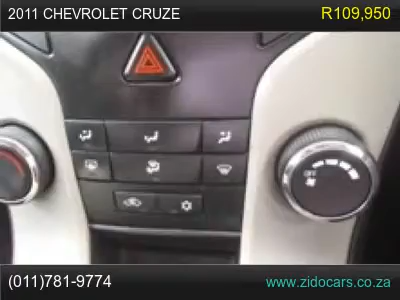 2011 CHEVROLET CRUZE
R109,950
OFF
(011)781-9774
www.zidocars.co.za